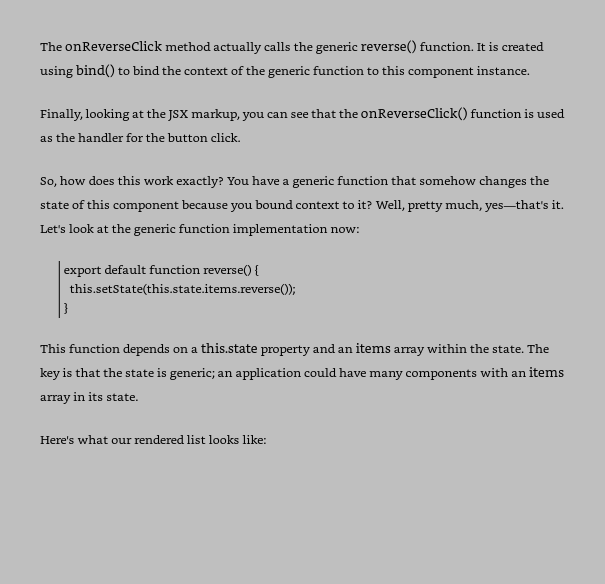 The onReverseClick method actually calls the generic reverse() function. It is created
using bind() to bind the context of the generic function to this component instance.
Finally, looking at the JSX markup, you can see that the onReverseClick() function is used
as the handler for the button click.
So, how does this work exactly? You have a generic function that somehow changes the
state of this component because you bound context to it? Well, pretty much, yes—that's it.
Let's look at the generic function implementation now:
export default function reverse() {
this.setState(this.state.items.reverse());
}
This function depends on a this.state property and an items array within the state. The
key is that the state is generic; an application could have many components with an items
array in its state.
Here's what our rendered list looks like: